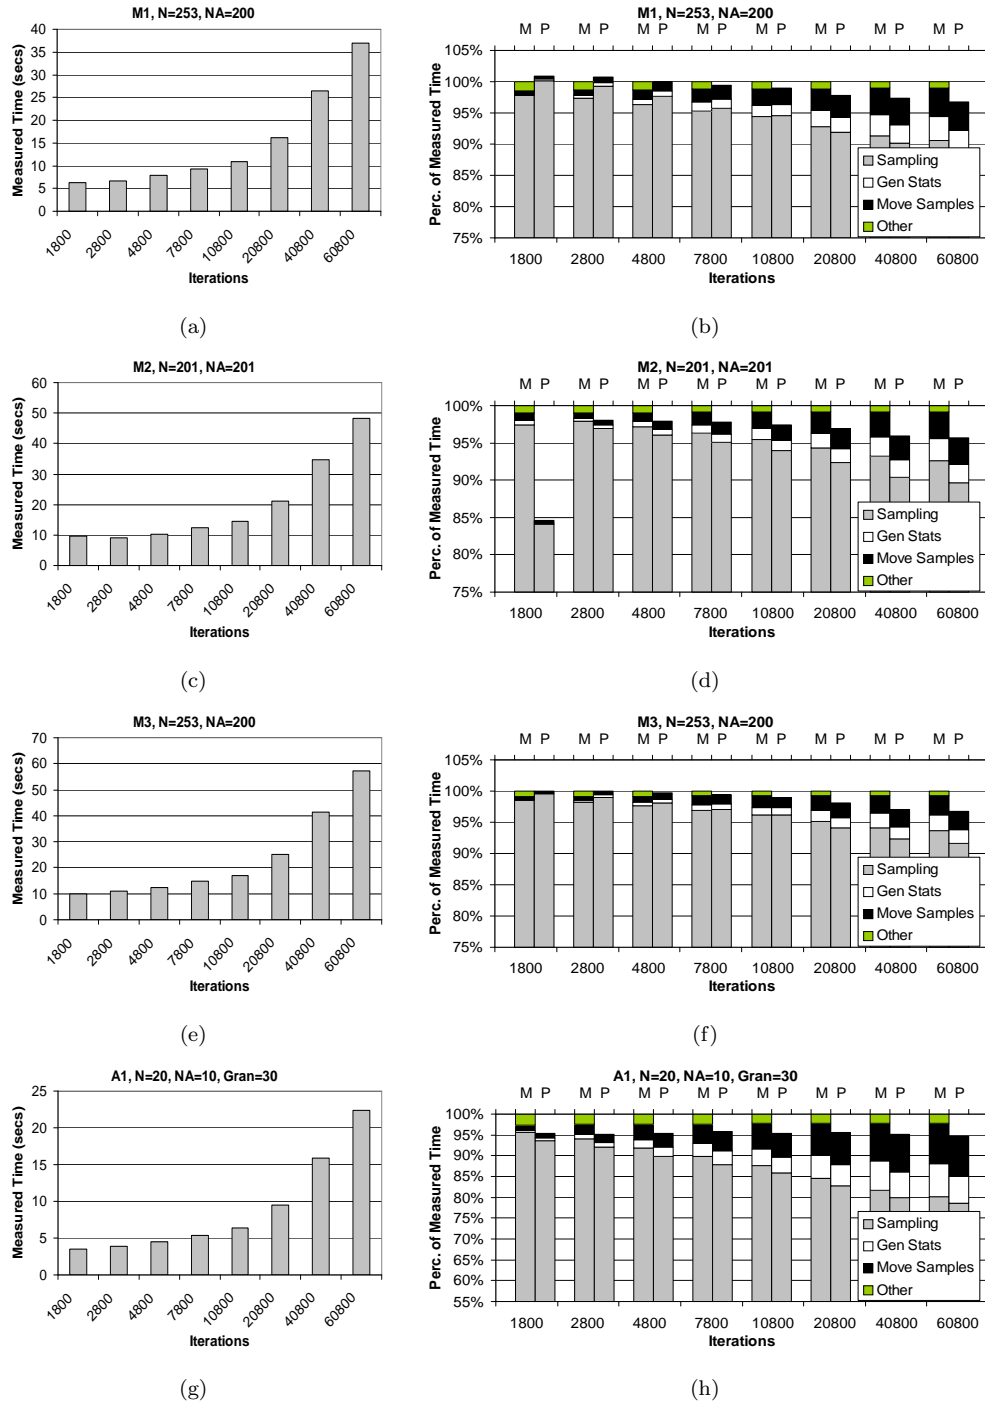 M1, N=253, NA=200
Measured Time (secs)
40
35
30
25
20
15
10
5
0
1800
2800
4800
7800
10800
20800
40800
60800
Iterations
(a)
M1, N=253, NA=200
M P M P M P M P M P M P M P M P
Perc. of Measured Time
105%
100%
95%
90%
85%
80%
75%
Sampling
Gen Stats
Move Samples
Other
1800 2800 4800 7800 10800 20800 40800 60800
Iterations
(b)
M2, N=201, NA=201
Measured Time (secs)
60
50
40
30
20
10
0
1800
2800
4800
7800
10800
20800
40800
60800
Iterations
(c)
M2, N=201, NA=201
M P M P M P M P M P M P M P M P
Perc. of Measured Time
100%
95%
90%
85%
80%
75%
Sampling
Gen Stats
Move Samples
Other
1800 2800 4800 7800 10800 20800 40800 60800
Iterations
(d)
M3, N=253, NA=200
Measured Time (secs)
70
60
50
40
30
20
10
0
1800
2800
4800
7800
10800
20800
40800
60800
Iterations
(e)
M3, N=253, NA=200
M P M P M P M P M P M P M P M P
Perc. of Measured Time
105%
100%
95%
90%
85%
80%
75%
Sampling
Gen Stats
Move Samples
Other
1800 2800 4800 7800 10800 20800 40800 60800
Iterations
(f)
A1, N=20, NA=10, Gran=30
Measured Time (secs)
25
20
15
10
5
0
1800
2800
4800
7800
10800
20800
40800
60800
Iterations
(g)
A1, N=20, NA=10, Gran=30
M P M P M P M P M P M P M P M P
Perc. of Measured Time
100%
95%
90%
85%
80%
75%
70%
65%
60%
55%
Sampling
Gen Stats
Move Samples
Other
1800 2800 4800 7800 10800 20800 40800 60800
Iterations
(h)